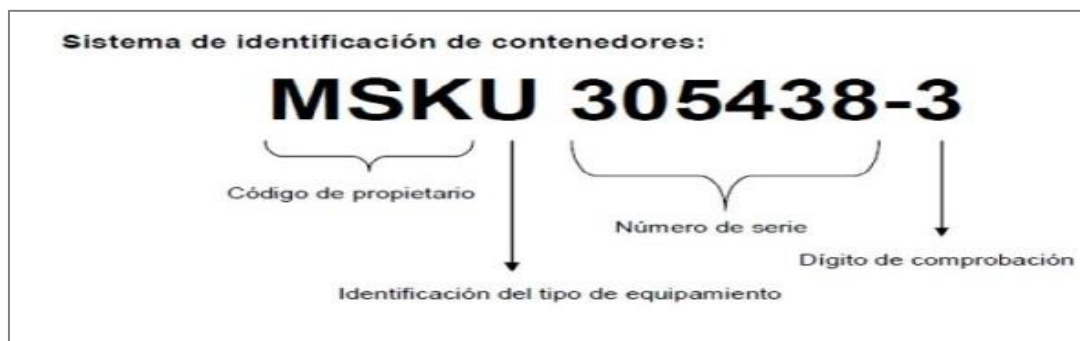 Sistema de identificación de contenedores:
MSKU 305438-3
Código de propietario
Número de serie
Dígito de comprobación
Identificación del tipo de equipamiento